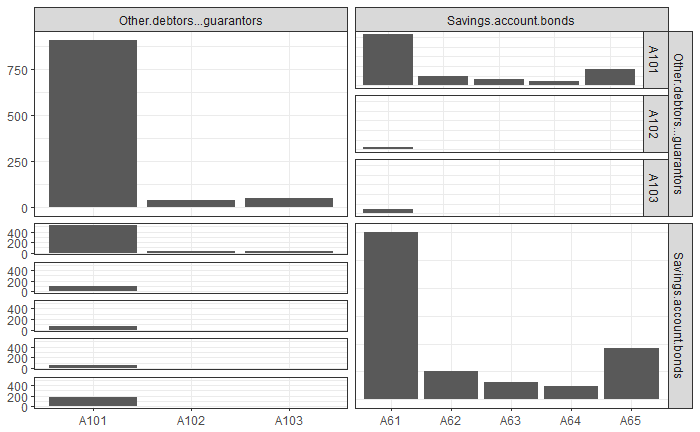 Other.debtors...guarantors
Savings.account.bonds
750
500
250
0
A101
A102
A103
Other.debtors...guarantors
400
200
0
400
200
0
400
200
0
400
200
0
400
200
0
Savings.account.bonds
A101
A102
A103
A61
A62
A63
A64
A65